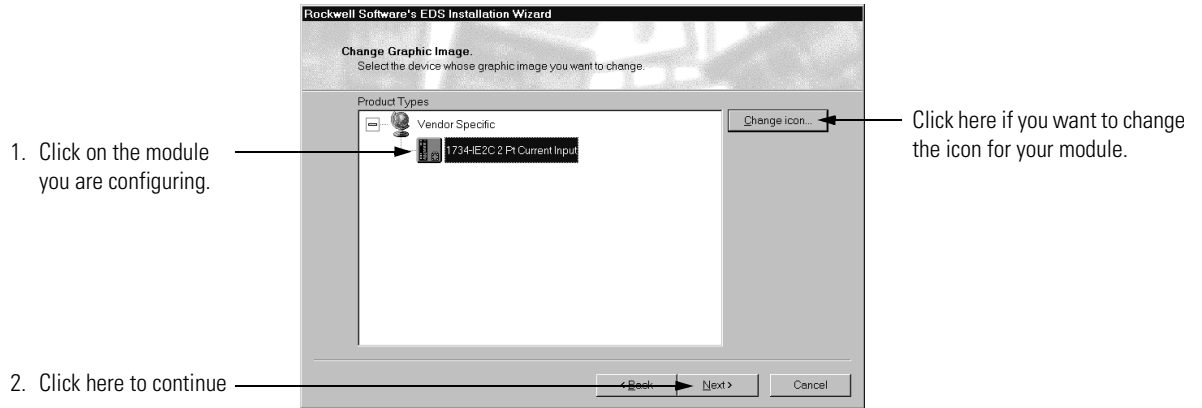 Rockwell Software's EDS Installation Wizard
Change Graphic Image.
Select the device whose graphic image you want to change.
Product Types
Vendor Specific
1734-IE2C 2 Pt Current Input
Change icon...
Click here if you want to change
the icon for your module.
1. Click on the module
you are configuring.
2. Click here to continue
< Back
Next >
Cancel